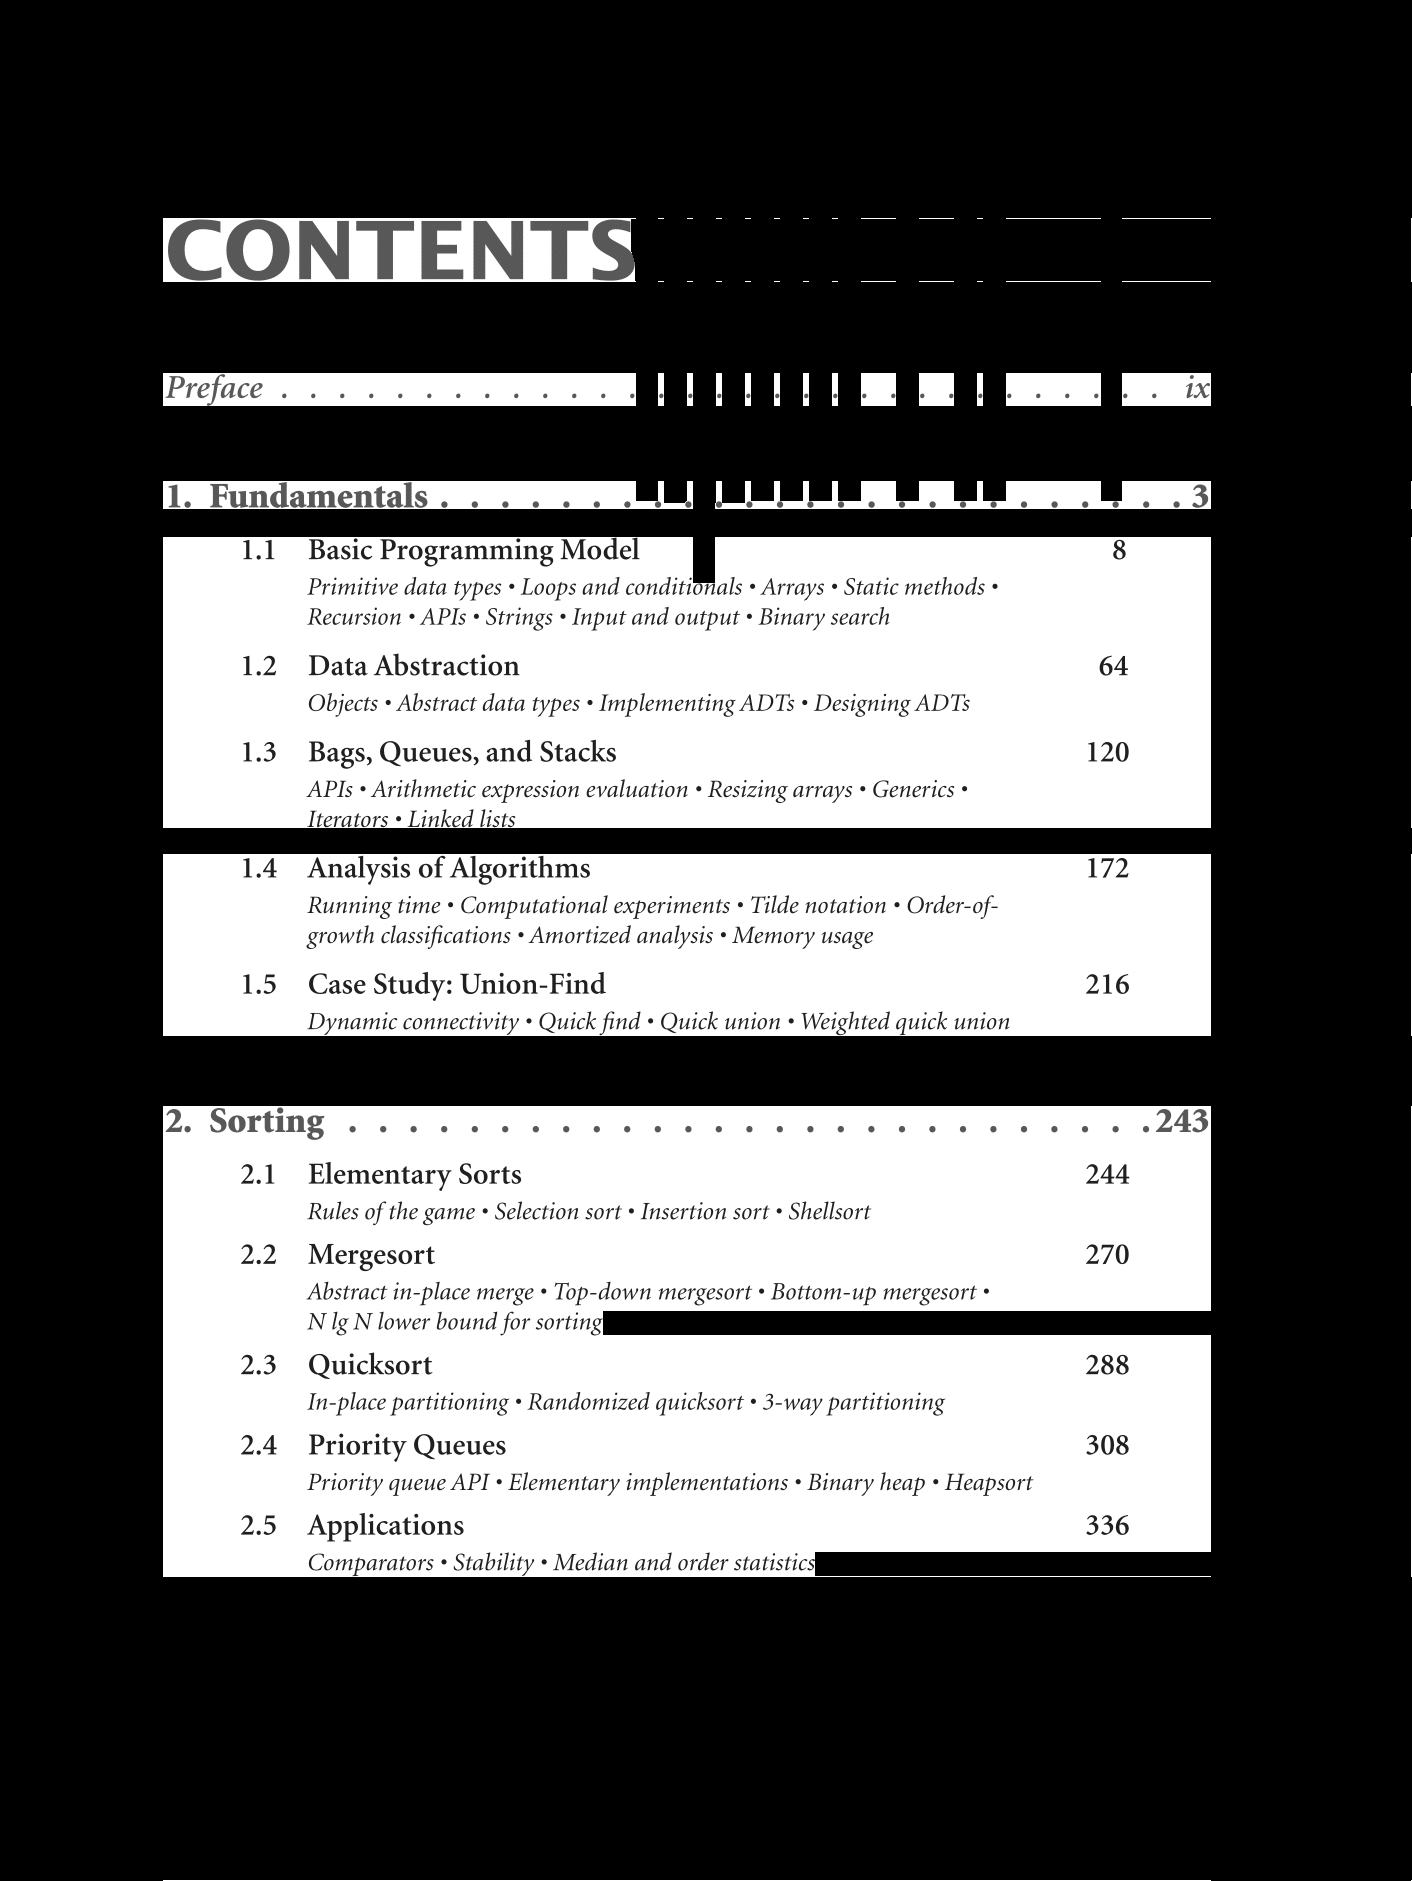 CONTENTS
Preface . . . . . . . . . . . . . . . . . . . . . . . . . . . . . . . ix
1. Fundamentals . . . . . . . . . . . . . . . . . . . . . . . . . 3
1.1 Basic Programming Model 8
Primitive data types • Loops and conditionals • Arrays • Static methods •
Recursion • APIs • Strings • Input and output • Binary search
1.2 Data Abstraction 64
Objects • Abstract data types • Implementing ADTs • Designing ADTs
1.3 Bags, Queues, and Stacks 120
APIs • Arithmetic expression evaluation • Resizing arrays • Generics •
Iterators • Linked lists
1.4 Analysis of Algorithms 172
Running time • Computational experiments • Tilde notation • Order-of-
growth classifications • Amortized analysis • Memory usage
1.5 Case Study: Union-Find 216
Dynamic connectivity • Quick find • Quick union • Weighted quick union
2. Sorting . . . . . . . . . . . . . . . . . . . . . . . . . . . 243
2.1 Elementary Sorts 244
Rules of the game • Selection sort • Insertion sort • Shellsort
2.2 Mergesort 270
Abstract in-place merge • Top-down mergesort • Bottom-up mergesort •
N lg N lower bound for sorting
2.3 Quicksort 288
In-place partitioning • Randomized quicksort • 3-way partitioning
2.4 Priority Queues 308
Priority queue API • Elementary implementations • Binary heap • Heapsort
2.5 Applications 336
Comparators • Stability • Median and order statistics